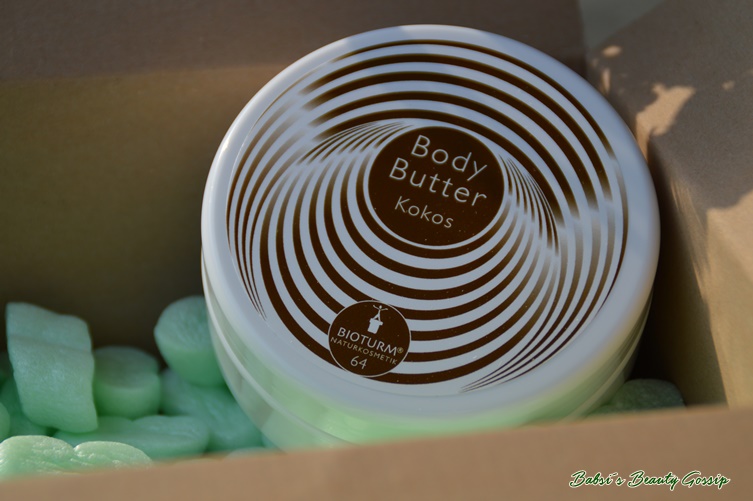 Body
Butter
Kokos
BIOTURM®
NATURKOSMETIK
64
Babsi´s Beauty Gossip